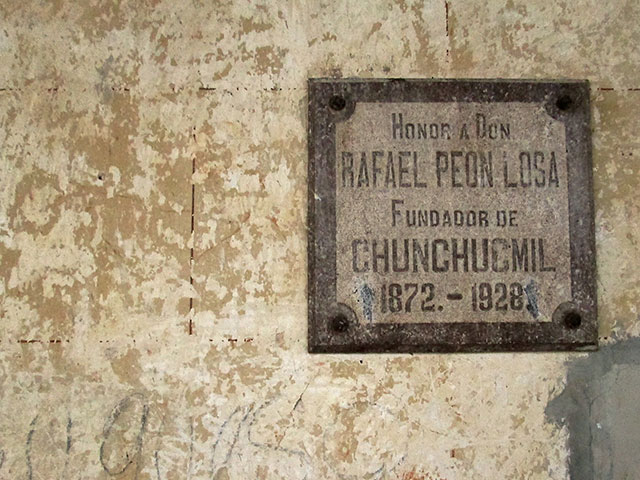 HONOR A DON
RAFAEL PEON LOSA
FUNDADOR DE
CHUNCHUCMIL
1872.-1928.